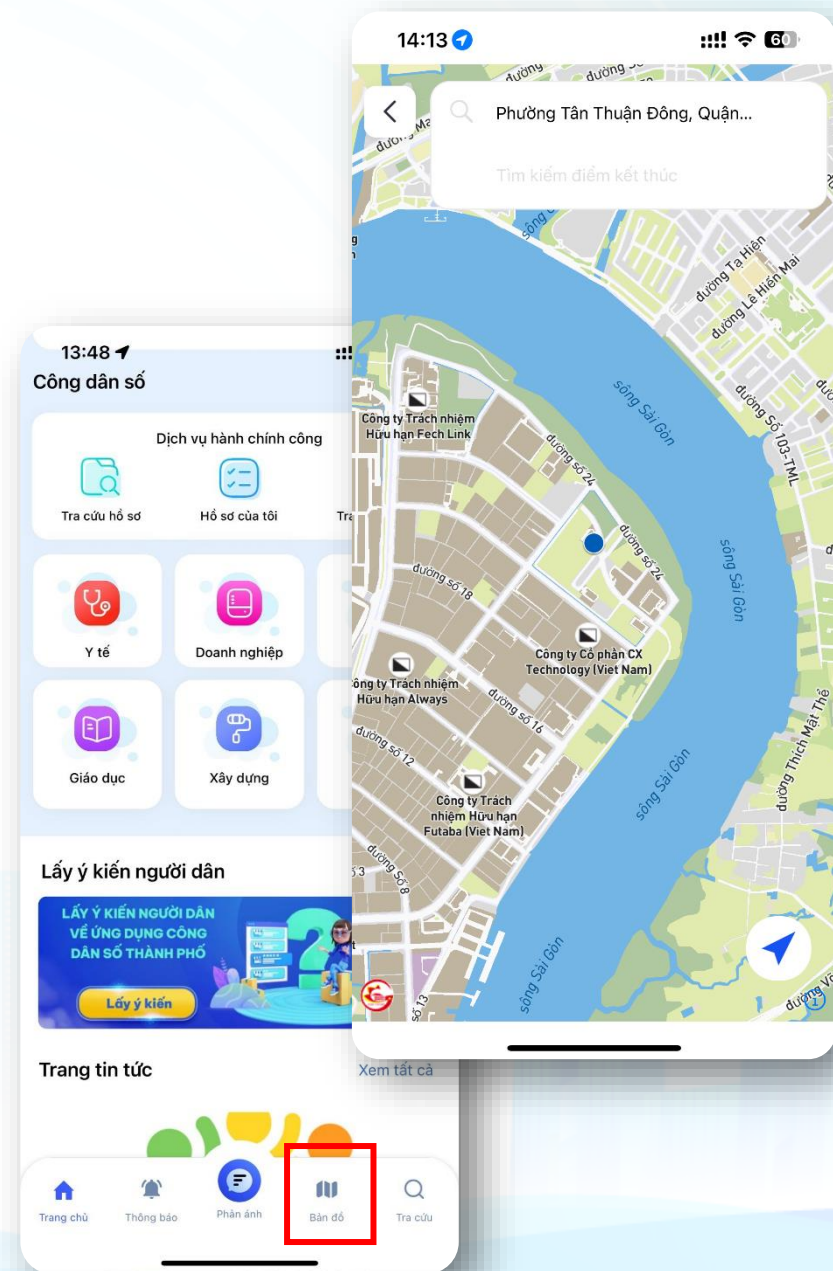 14:13
60
Phường Tân Thuận Đông, Quận...
Tìm kiếm điểm kết thúc
sông Sài Gòn
đường Tạ Hiện
đường Lê Hiến Mai
đường Số 103-TML
sông Sài Gòn
Công ty Trách nhiệm
Hữu hạn Fech Link
đường số 24
đường số 24
sông Sài Gòn
đường số 18
Công ty Cổ phần CX
Technology (Viet Nam)
Hữu hạn Always
đường số 16
đường số 12
đường Thích Mật Thể
sông Sài Gòn
Công ty Trách
nhiệm Hữu hạn
Futaba (Viet Nam)
đường Số 8
sông Sài Gòn
13:48
Công dân số
Dịch vụ hành chính công
Tra cứu hồ sơ
Hồ sơ của tôi
Y tế
Doanh nghiệp
Giáo dục
Xây dựng
Lấy ý kiến người dân
LẤY Ý KIẾN NGƯỜI DÂN
VỀ ỨNG DỤNG CÔNG
DÂN SỐ THÀNH PHỐ
Lấy ý kiến
Trang tin tức
Xem tất cả
Trang chủ
Thông báo
Phản ánh
Bản đồ
Tra cứu